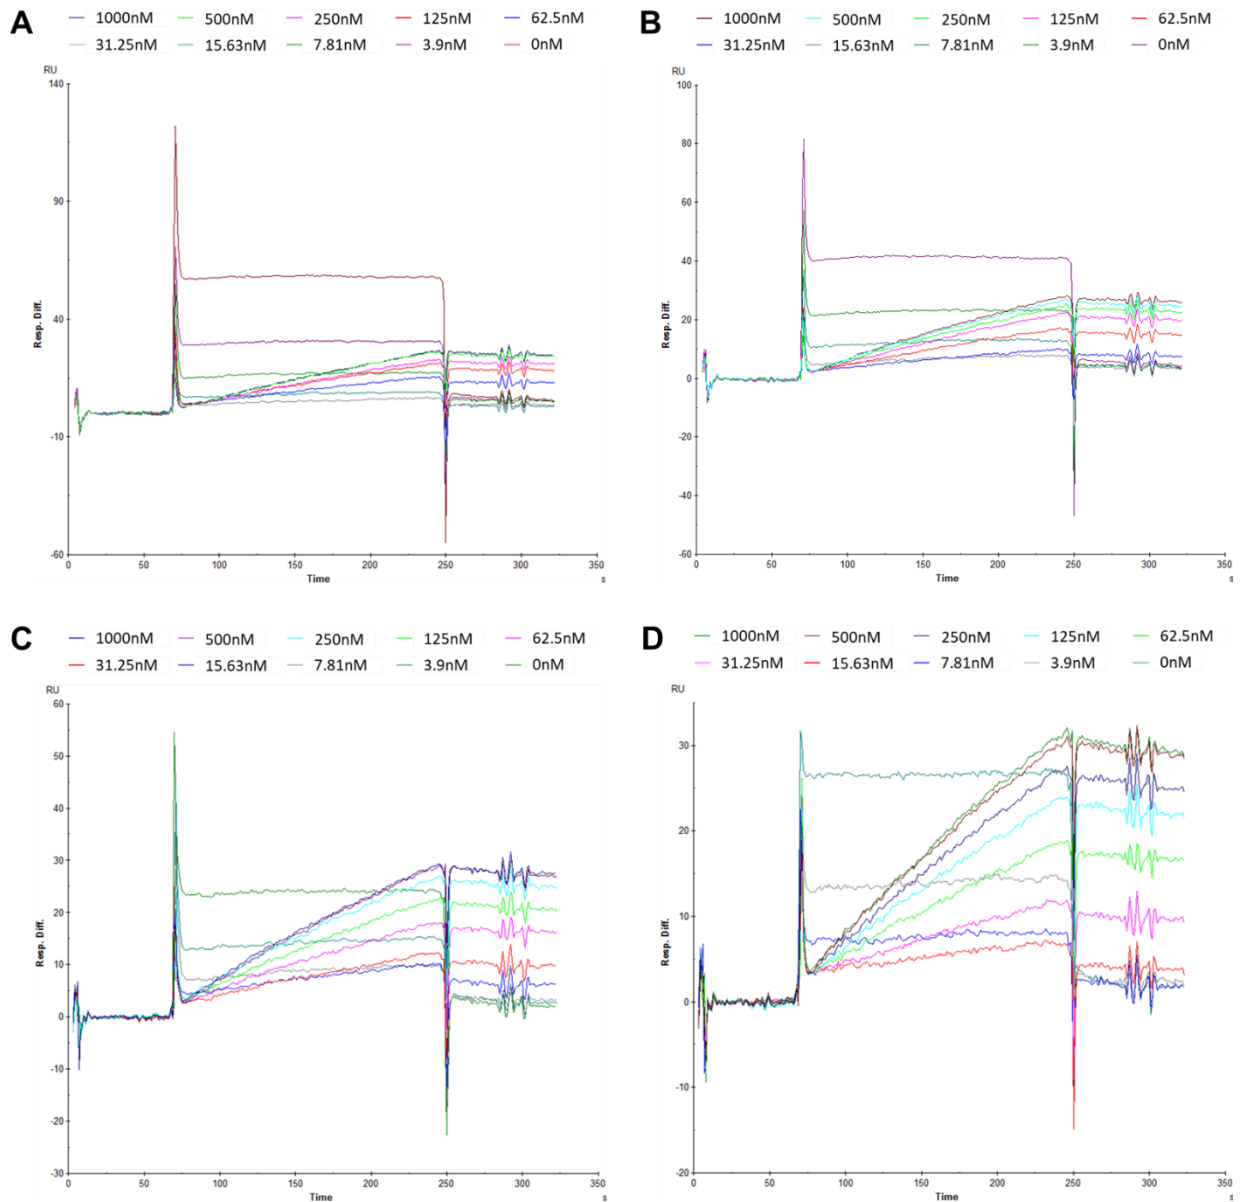 A
1000nM 500nM 250nM 125nM 62.5nM
31.25nM 15.63nM 7.81nM 3.9nM 0nM
RU
140
90
40
-10
-60
Resp. Diff.
0 50 100 150 200 250 300 350
Time
s
B
1000nM 500nM 250nM 125nM 62.5nM
31.25nM 15.63nM 7.81nM 3.9nM 0nM
RU
100
80
60
40
20
0
-20
-40
-60
Resp. Diff.
0 50 100 150 200 250 300 350
Time
s
C
1000nM 500nM 250nM 125nM 62.5nM
31.25nM 15.63nM 7.81nM 3.9nM 0nM
RU
60
50
40
30
20
10
0
-10
-20
-30
Resp. Diff.
0 50 100 150 200 250 300 350
Time
s
D
1000nM 500nM 250nM 125nM 62.5nM
31.25nM 15.63nM 7.81nM 3.9nM 0nM
RU
30
20
10
0
-10
-20
Resp. Diff.
0 50 100 150 200 250 300 350
Time
s